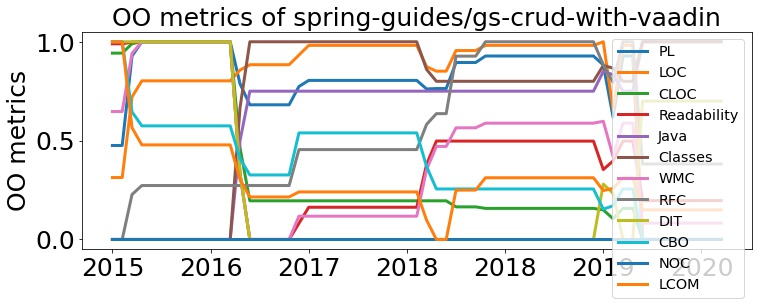 OO metrics of spring-guides/gs-crud-with-vaadin
OO metrics
1.0
0.5
0.0
2015
2016
2017
2018
2018
2019
2020
PL
LOC
CLOC
Readability
Java
Classes
WMC
RFC
DIT
CBO
NOC
LCOM